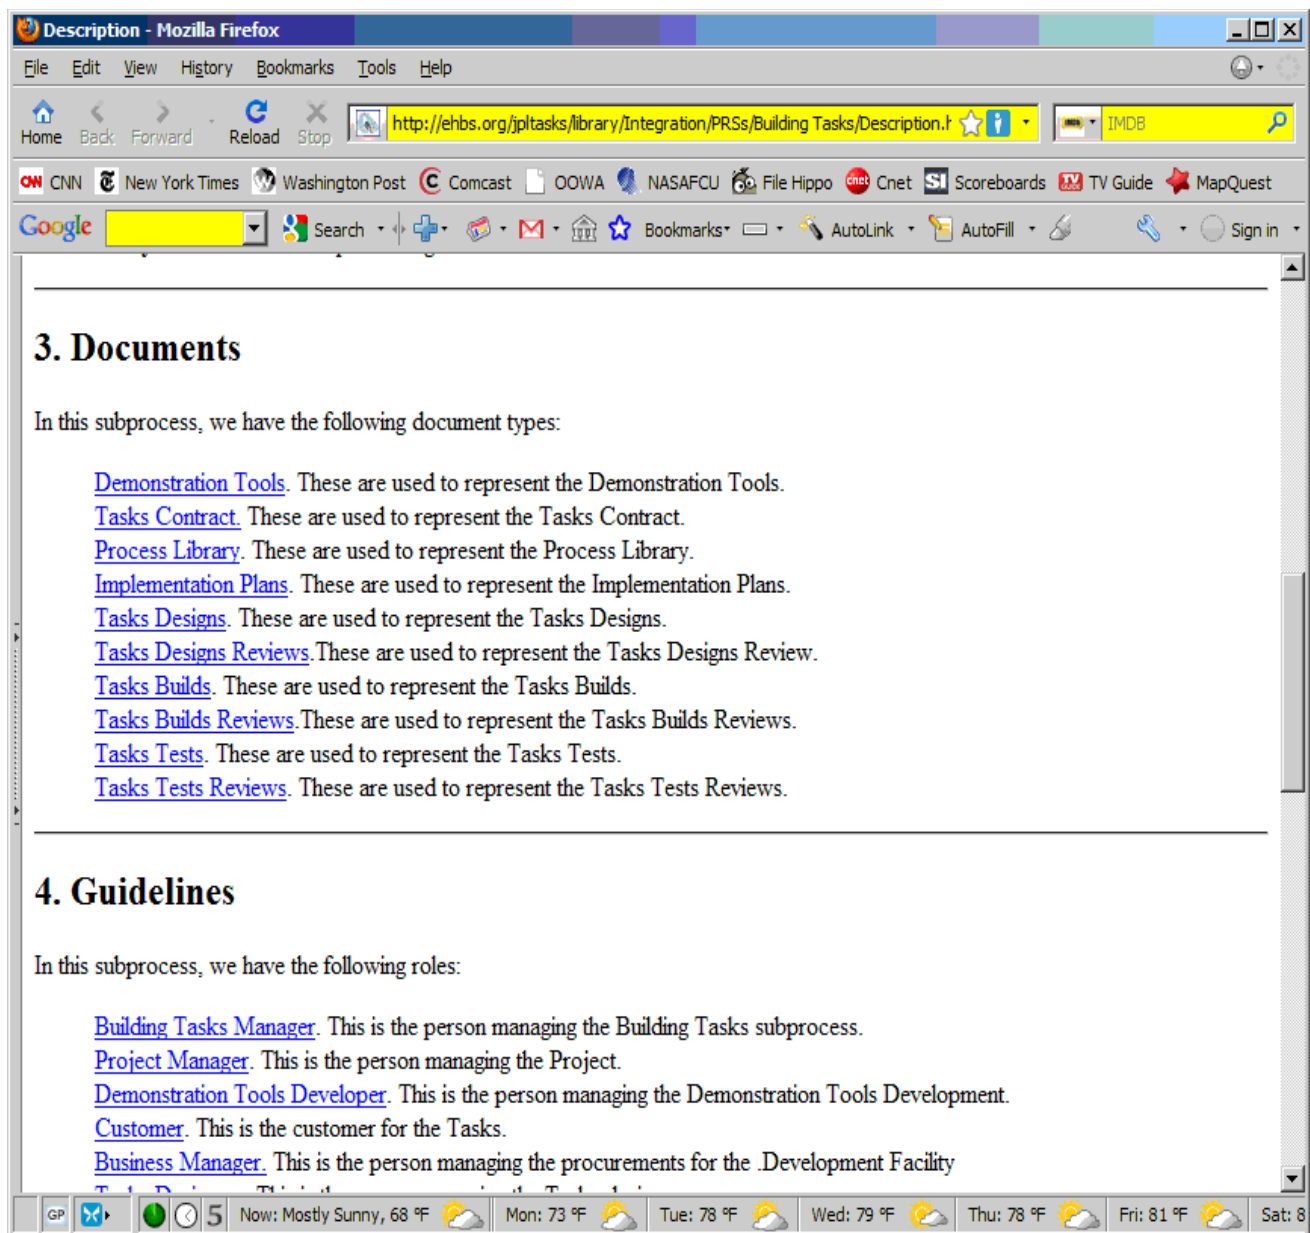 Description - Mozilla Firefox
File Edit View History Bookmarks Tools Help
Home Back Forward Reload Stop http://ehbs.org/jpltasks/library/Integration/PRSs/Building Tasks/Description.h IMDB
CNN New York Times Washington Post Comcast OOWA NASAFCU File Hippo Cnet Scoreboards TV Guide MapQuest
Google Search Bookmarks AutoLink AutoFill Sign in
3. Documents
In this subprocess, we have the following document types:
Demonstration Tools. These are used to represent the Demonstration Tools.
Tasks Contract. These are used to represent the Tasks Contract.
Process Library. These are used to represent the Process Library.
Implementation Plans. These are used to represent the Implementation Plans.
Tasks Designs. These are used to represent the Tasks Designs.
Tasks Designs Reviews.These are used to represent the Tasks Designs Review.
Tasks Builds. These are used to represent the Tasks Builds.
Tasks Builds Reviews.These are used to represent the Tasks Builds Reviews.
Tasks Tests. These are used to represent the Tasks Tests.
Tasks Tests Reviews. These are used to represent the Tasks Tests Reviews.
4. Guidelines
In this subprocess, we have the following roles:
Building Tasks Manager. This is the person managing the Building Tasks subprocess.
Project Manager. This is the person managing the Project.
Demonstration Tools Developer. This is the person managing the Demonstration Tools Development.
Customer. This is the customer for the Tasks.
Business Manager. This is the person managing the procurements for the .Development Facility
GP 5 Now: Mostly Sunny, 68 °F Mon: 73 °F Tue: 78 °F Wed: 79 °F Thu: 78 °F Fri: 81 °F Sat: 8